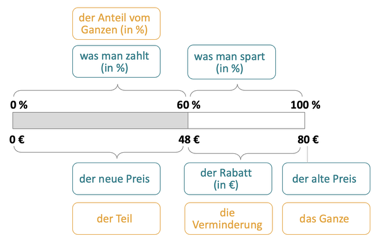 der Anteil vom
Ganzen (in %)
was man zahlt
(in %)
was man spart
(in %)
0 % 60 % 100 %
0 € 48 € 80 €
der neue Preis
der Rabatt
(in €)
der alte Preis
der Teil
die
Verminderung
das Ganze